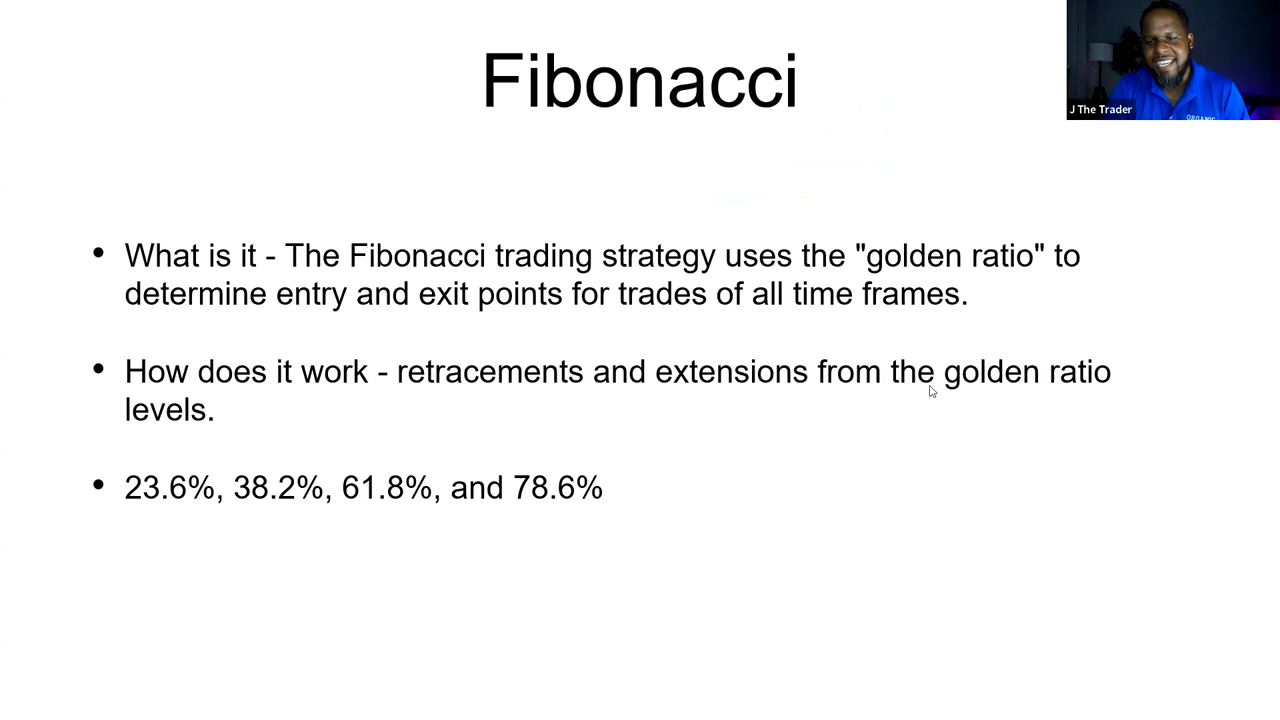 Fibonacci
J The Trader
ORGANIC
• What is it - The Fibonacci trading strategy uses the "golden ratio" to
determine entry and exit points for trades of all time frames.
• How does it work - retracements and extensions from the golden ratio
levels.
• 23.6%, 38.2%, 61.8%, and 78.6%